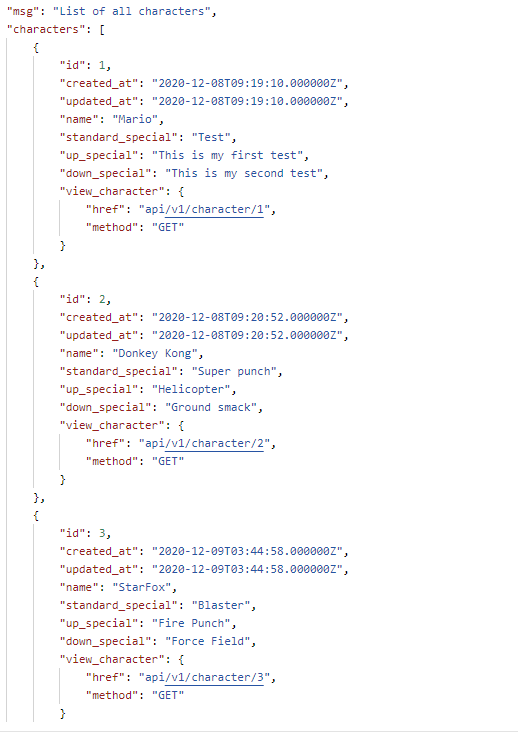 "msg": "List of all characters",
"characters": [
{
"id": 1,
"created_at": "2020-12-08T09:19:10.000000Z",
"updated_at": "2020-12-08T09:19:10.000000Z",
"name": "Mario",
"standard_special": "Test",
"up_special": "This is my first test",
"down_special": "This is my second test",
"view_character": {
"href": "api/v1/character/1",
"method": "GET"
}
},
{
"id": 2,
"created_at": "2020-12-08T09:20:52.000000Z",
"updated_at": "2020-12-08T09:20:52.000000Z",
"name": "Donkey Kong",
"standard_special": "Super punch",
"up_special": "Helicopter",
"down_special": "Ground smack",
"view_character": {
"href": "api/v1/character/2",
"method": "GET"
}
},
{
"id": 3,
"created_at": "2020-12-09T03:44:58.000000Z",
"updated_at": "2020-12-09T03:44:58.000000Z",
"name": "StarFox",
"standard_special": "Blaster",
"up_special": "Fire Punch",
"down_special": "Force Field",
"view_character": {
"href": "api/v1/character/3",
"method": "GET"
}